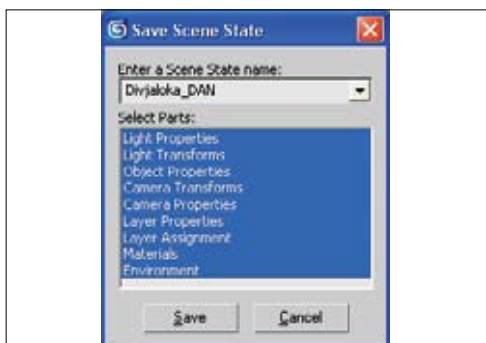 Save Scene State
Enter a Scene State name:
Divjaloka_DAN
Select Parts:
Light Properties
Light Transforms
Object Properties
Camera Transforms
Camera Properties
Layer Properties
Layer Assignment
Materials
Environment
Save
Cancel